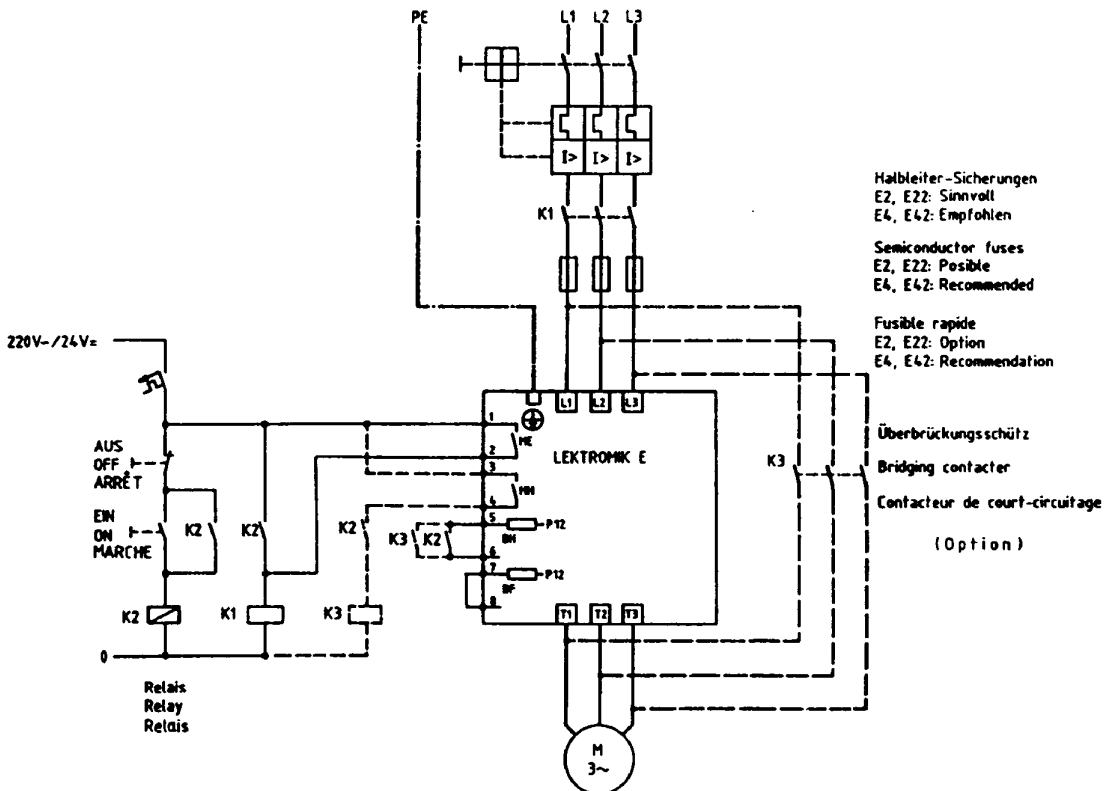 PE
L1 L2 L3
I> I> I>
K1
Halbleiter-Sicherungen
E2, E22: Sinnvoll
E4, E42: Empfohlen
Semiconductor fuses
E2, E22: Posible
E4, E42: Recommended
Fusible rapide
E2, E22: Option
E4, E42: Recommendation
220V~/24V=
L1 L2 L3
1
ME
2
3
MH
4
5
BH
P12
6
7
BF
P12
8
LEKTROMIK E
AUS
OFF
ARRÊT
EIN
ON
MARCHE
K2
K2
K2
K3
K2
K3
Überbrückungsschütz
Bridging contacter
Contacteur de court-circuitage
(Option)
K2
K1
K3
T1 T2 T3
0
Relais
Relay
Relais
M
3~